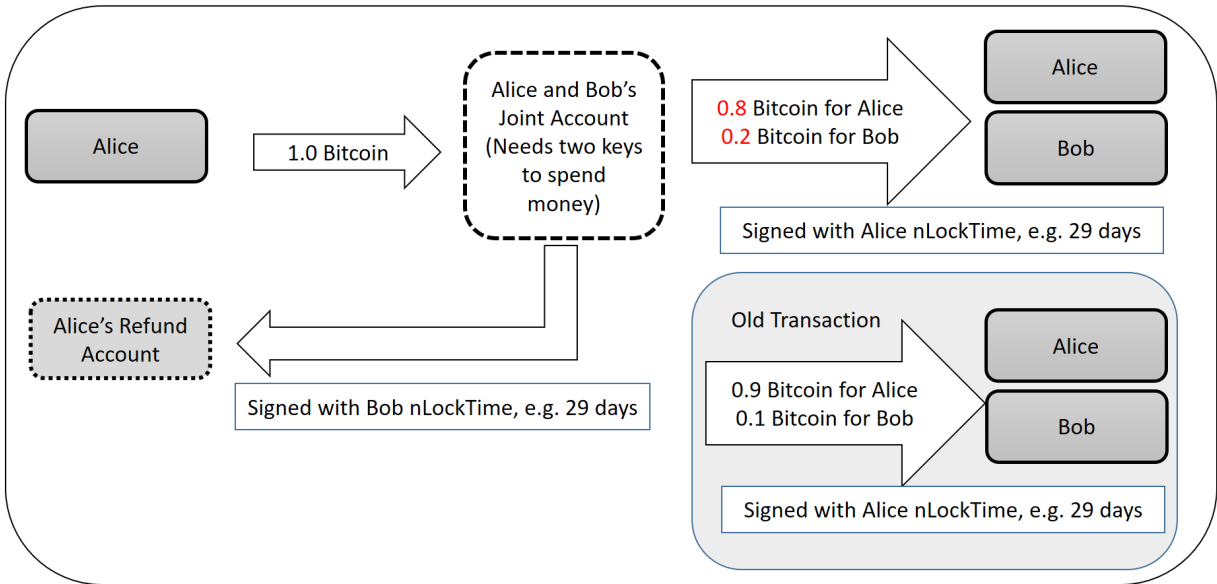 Alice
1.0 Bitcoin
Alice and Bob’s
Joint Account
(Needs two keys
to spend
money)
0.8 Bitcoin for Alice
0.2 Bitcoin for Bob
Alice
Bob
Signed with Alice nLockTime, e.g. 29 days
Alice’s Refund
Account
Signed with Bob nLockTime, e.g. 29 days
Old Transaction
0.9 Bitcoin for Alice
0.1 Bitcoin for Bob
Alice
Bob
Signed with Alice nLockTime, e.g. 29 days